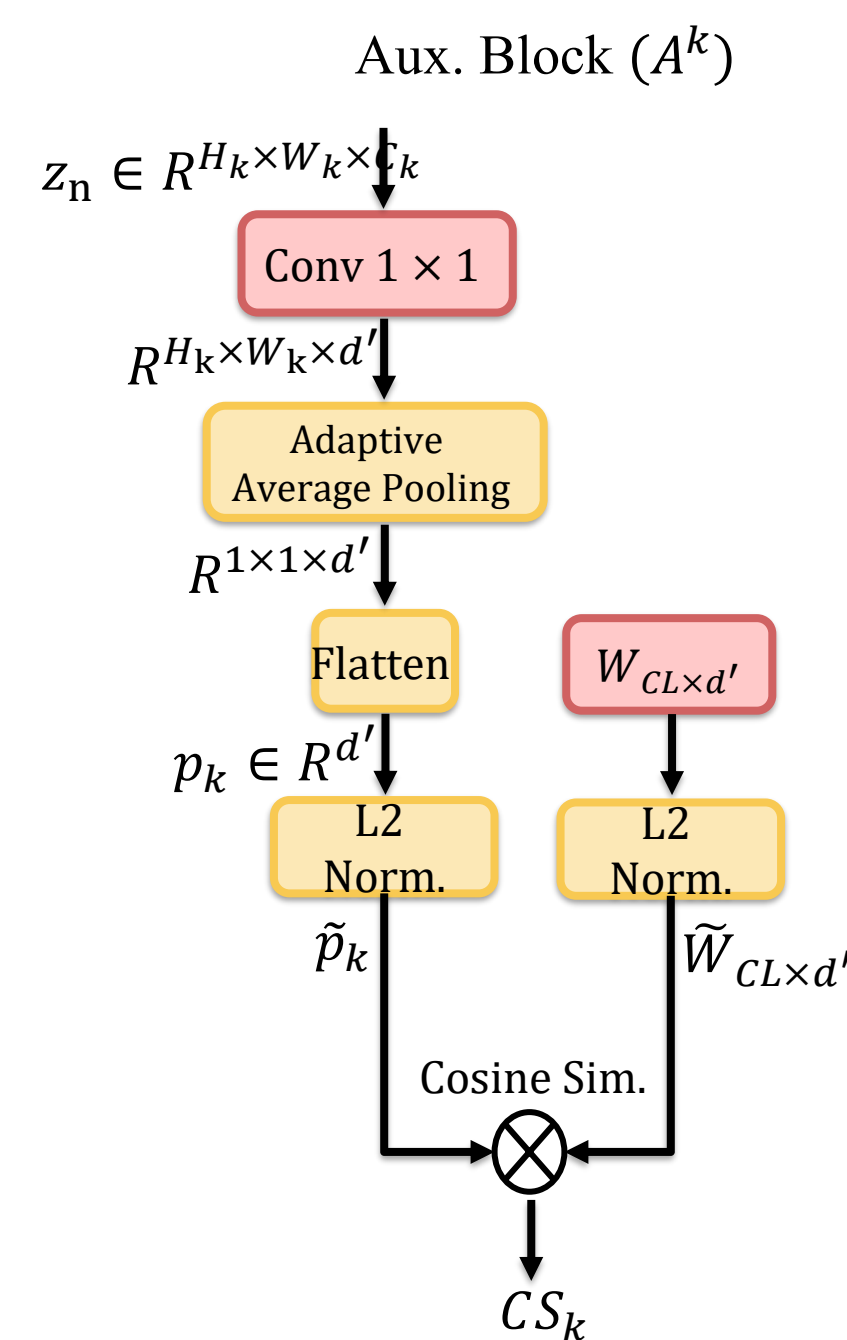 Aux. Block (A^k)
z_n ∈ R^{H_k×W_k×C_k}
Conv 1 × 1
R^{H_k×W_k×d′}
Adaptive
Average Pooling
R^{1×1×d′}
Flatten
W_{CL×d′}
p_k ∈ R^{d′}
L2
Norm.
L2
Norm.
p̃_k
W̃_{CL×d′}
Cosine Sim.
CS_k